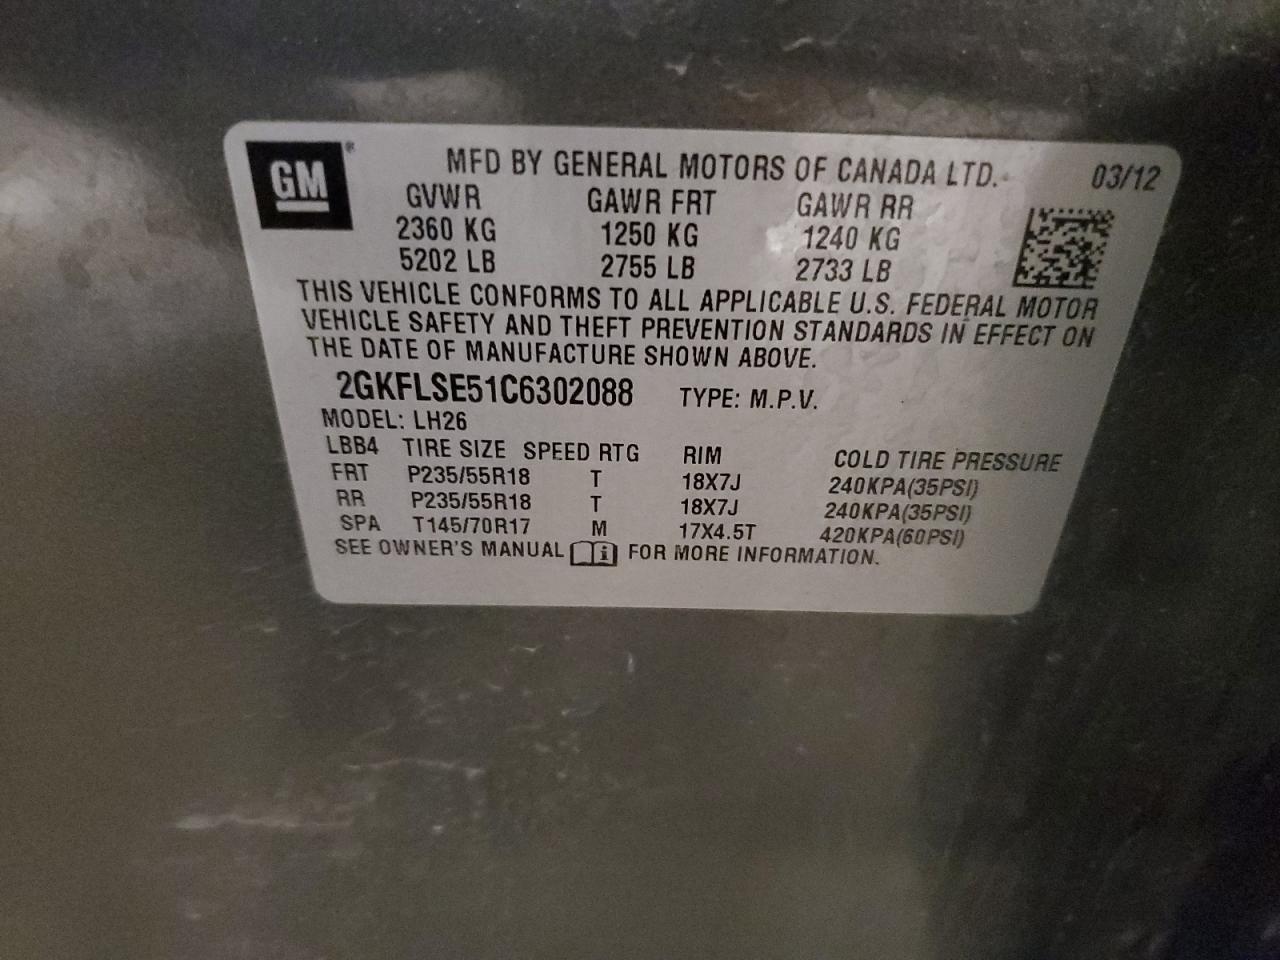 GM® MFD BY GENERAL MOTORS OF CANADA LTD. 03/12
GVWR GAWR FRT GAWR RR
2360 KG 1250 KG 1240 KG
5202 LB 2755 LB 2733 LB
THIS VEHICLE CONFORMS TO ALL APPLICABLE U.S. FEDERAL MOTOR
VEHICLE SAFETY AND THEFT PREVENTION STANDARDS IN EFFECT ON
THE DATE OF MANUFACTURE SHOWN ABOVE.
2GKFLSE51C6302088 TYPE: M.P.V.
MODEL: LH26
LBB4 TIRE SIZE SPEED RTG RIM COLD TIRE PRESSURE
FRT P235/55R18 T 18X7J 240KPA(35PSI)
RR P235/55R18 T 18X7J 240KPA(35PSI)
SPA T145/70R17 M 17X4.5T 420KPA(60PSI)
SEE OWNER'S MANUAL i FOR MORE INFORMATION.